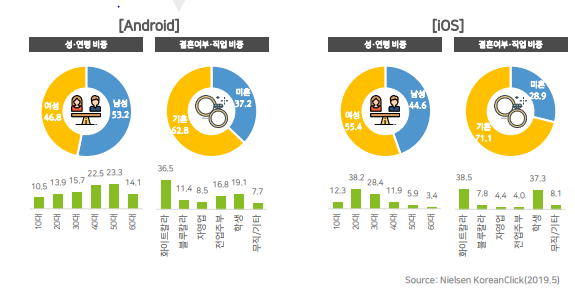 [Android]
[iOS]
성·연령 비중
결혼여부·직업 비중
성·연령 비중
결혼여부·직업 비중
여성
46.8
남성
53.2
미혼
37.2
기혼
62.8
남성
44.6
여성
55.4
미혼
28.9
기혼
71.1
10.5 13.9 15.7 22.5 23.3 14.1
10대 20대 30대 40대 50대 60대
36.5 11.4 8.5 16.8 19.1 7.7
화이트칼라 블루칼라 자영업 전업주부 학생 무직/기타
12.3 38.2 28.4 11.9 5.9 3.4
10대 20대 30대 40대 50대 60대
38.5 7.8 4.4 4.0 37.3 8.1
화이트칼라 블루칼라 자영업 전업주부 학생 무직/기타
Source: Nielsen KoreanClick(2019.5)